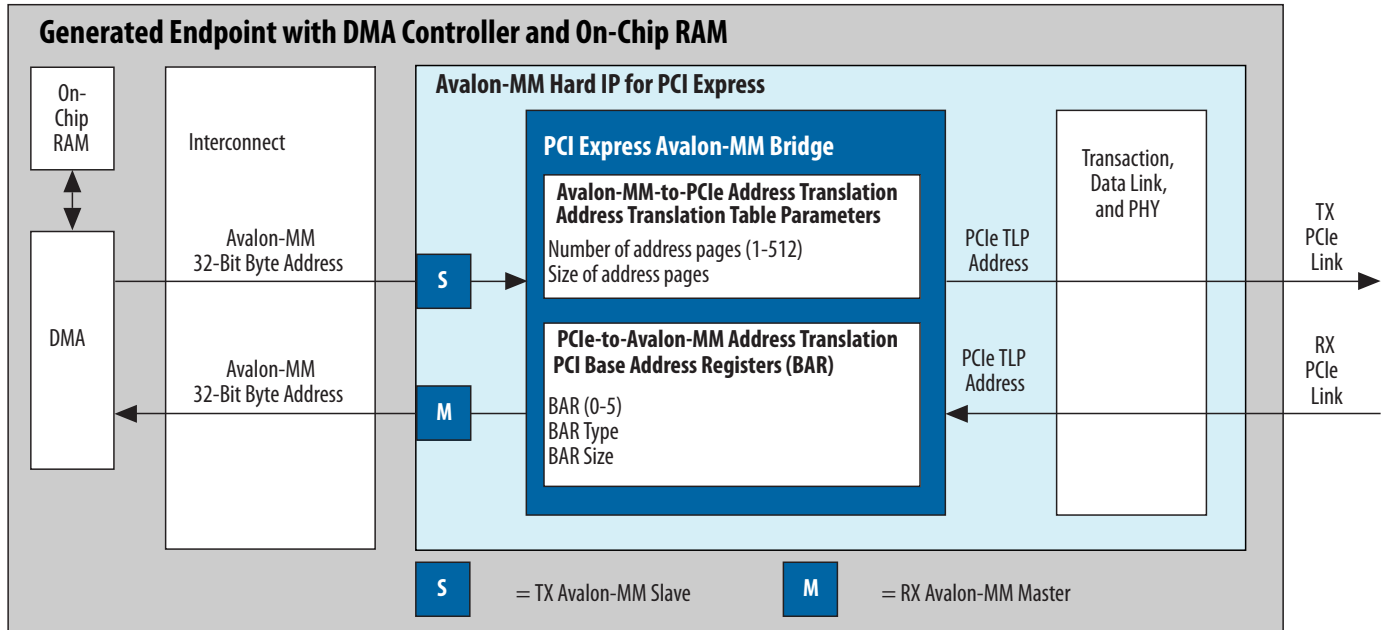 Generated Endpoint with DMA Controller and On-Chip RAM
On-
Chip
RAM
DMA
Interconnect
Avalon-MM
32-Bit Byte Address
Avalon-MM
32-Bit Byte Address
Avalon-MM Hard IP for PCI Express
S
M
PCI Express Avalon-MM Bridge
Avalon-MM-to-PCIe Address Translation
Address Translation Table Parameters
Number of address pages (1-512)
Size of address pages
PCIe-to-Avalon-MM Address Translation
PCI Base Address Registers (BAR)
BAR (0-5)
BAR Type
BAR Size
PCIe TLP
Address
PCIe TLP
Address
Transaction,
Data Link,
and PHY
TX
PCIe
Link
RX
PCIe
Link
S = TX Avalon-MM Slave
M = RX Avalon-MM Master